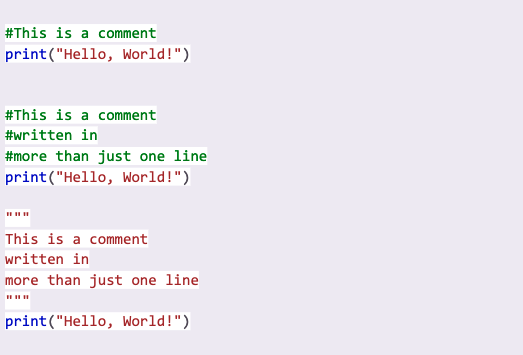 #This is a comment
print("Hello, World!")
#This is a comment
#written in
#more than just one line
print("Hello, World!")
"""
This is a comment
written in
more than just one line
"""
print("Hello, World!")